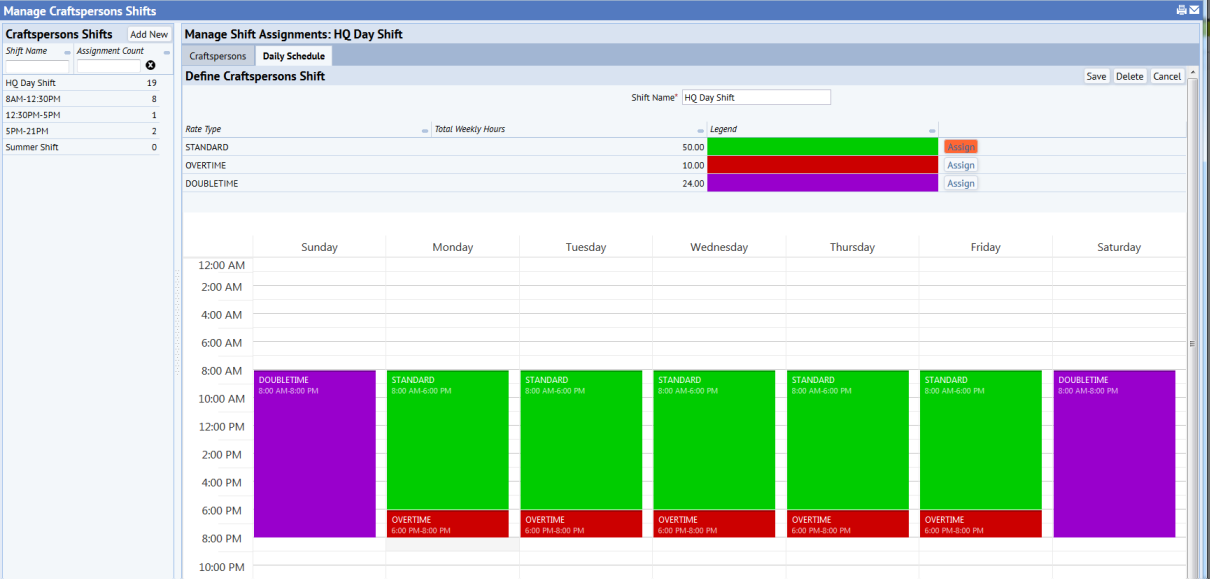 Manage Craftspersons Shifts
Craftspersons Shifts Add New
Shift Name Assignment Count
HQ Day Shift 19
8AM-12:30PM 8
12:30PM-5PM 1
5PM-21PM 2
Summer Shift 0
Manage Shift Assignments: HQ Day Shift
Craftspersons Daily Schedule
Define Craftspersons Shift Save Delete Cancel
Shift Name* HQ Day Shift
Rate Type Total Weekly Hours Legend
STANDARD 50.00 Assign
OVERTIME 10.00 Assign
DOUBLETIME 24.00 Assign
Sunday Monday Tuesday Wednesday Thursday Friday Saturday
12:00 AM
2:00 AM
4:00 AM
6:00 AM
8:00 AM
DOUBLETIME STANDARD STANDARD STANDARD STANDARD STANDARD DOUBLETIME
8:00 AM-8:00 PM 8:00 AM-6:00 PM 8:00 AM-6:00 PM 8:00 AM-6:00 PM 8:00 AM-6:00 PM 8:00 AM-6:00 PM 8:00 AM-8:00 PM
10:00 AM
12:00 PM
2:00 PM
4:00 PM
6:00 PM
OVERTIME OVERTIME OVERTIME OVERTIME OVERTIME
6:00 PM-8:00 PM 6:00 PM-8:00 PM 6:00 PM-8:00 PM 6:00 PM-8:00 PM 6:00 PM-8:00 PM
8:00 PM
10:00 PM